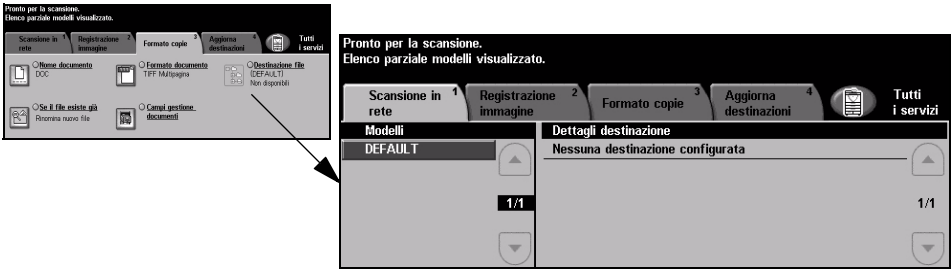 Pronto per la scansione.
Elenco parziale modelli visualizzato.
Scansione in rete 1
Registrazione immagine 2
Formato copie 3
Aggiorna destinazioni 4
Tutti i servizi
Nome documento
DOC
Formato documento
TIFF Multipagina
Destinazione file
(DEFAULT)
Non disponibili
Se il file esiste già
Rinomina nuovo file
Campi gestione documenti
Pronto per la scansione.
Elenco parziale modelli visualizzato.
Scansione in rete 1
Registrazione immagine 2
Formato copie 3
Aggiorna destinazioni 4
Tutti i servizi
Modelli
Dettagli destinazione
DEFAULT
Nessuna destinazione configurata
1/1
1/1